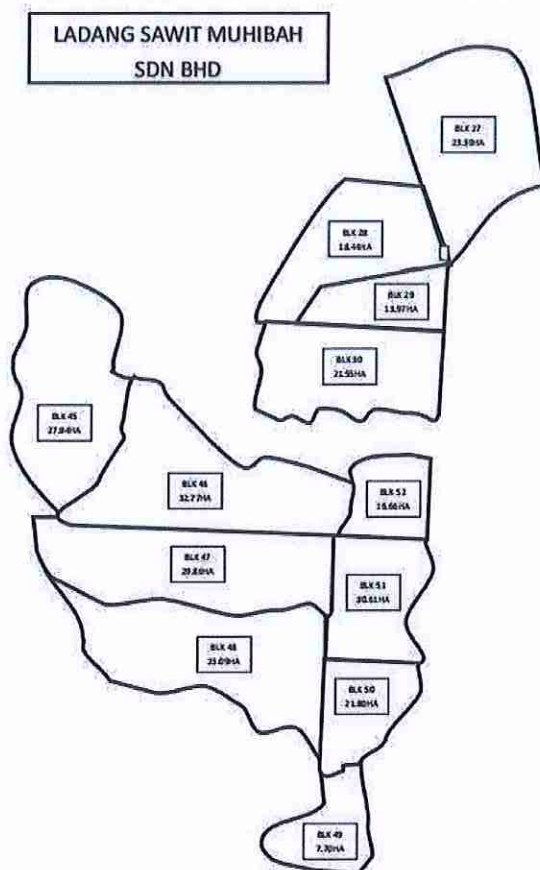 LADANG SAWIT MUHIBAH
SDN BHD
BLK 27
BLK 28
BLK 29
13.97HA
BLK 30
21.55HA
BLK 45
BLK 46
32.77HA
BLK 47
BLK 48
23.09HA
BLK 52
BLK 51
BLK 50
21.80HA
BLK 49
7.70HA